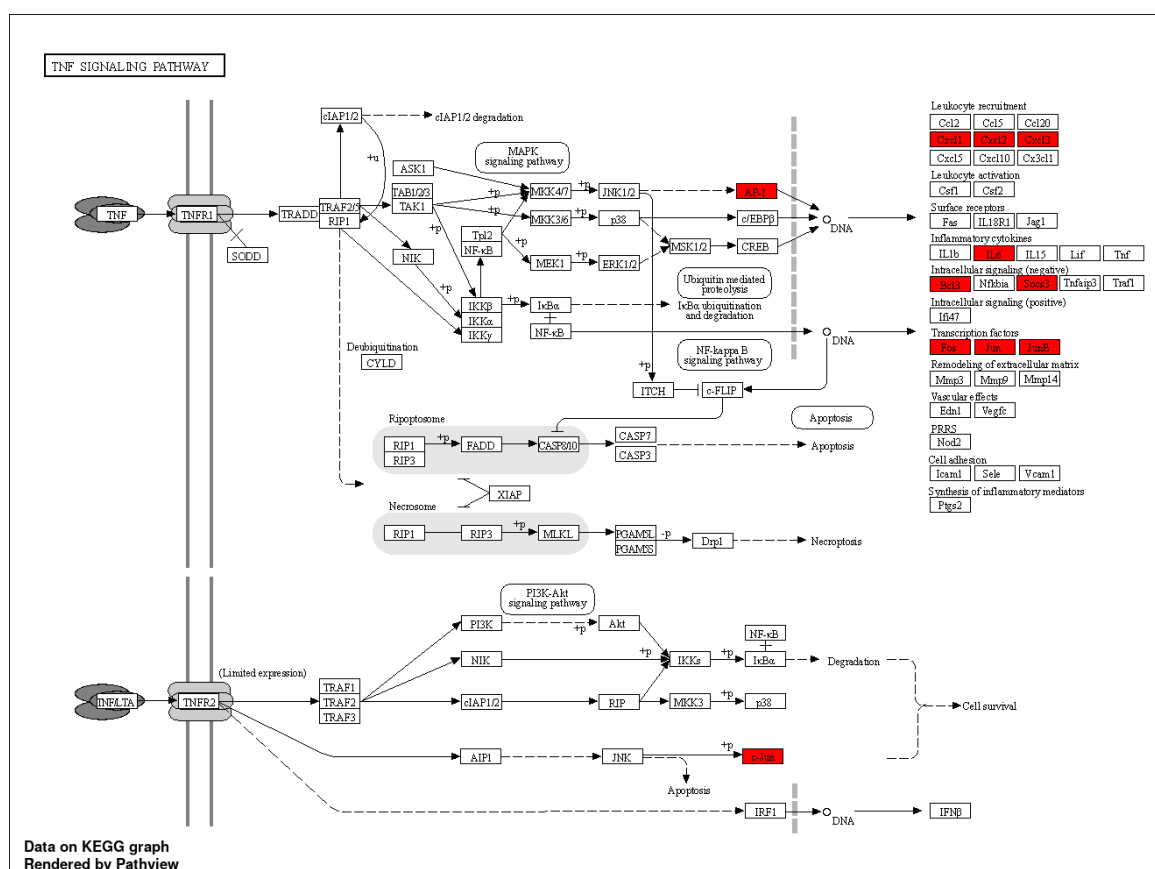 TNF SIGNALING PATHWAY
cIAP1/2
cIAP1/2 degradation
+u
MAPK
signaling pathway
ASK1
TAB1/2/3
TAK1
MKK4/7
+p
JNK1/2
AP-1
TNF
TNFR1
TRADD
TRAF2/5
RIP1
+p
+p
MKK3/6
+p
p38
c/EBPβ
DNA
SODD
NIK
+p
Tpl2
NF-κB
+p
MEK1
+p
ERK1/2
MSK1/2
CREB
+p
IKKβ
IKKα
IKKγ
+p
IκBα
NF-κB
Ubiquitin mediated
proteolysis
IκBα ubiquitination
and degradation
DNA
Deubiquitination
CYLD
NF-kappa B
signaling pathway
+p
ITCH
c-FLIP
Apoptosis
Ripoptosome
RIP1
RIP3
+p
FADD
CASP8/10
CASP7
CASP3
Apoptosis
XIAP
Necrosome
RIP1
RIP3
+p
MLKL
PGAM5L
PGAM5S
-p
Drp1
Necroptosis
Leukocyte recruitment
Ccl2 Ccl5 Ccl20
Cxcl1 Cxcl2 Cxcl3
Cxcl5 Cxcl10 Cx3cl1
Leukocyte activation
Csf1 Csf2
Surface receptors
Fas IL18R1 Jag1
Inflammatory cytokines
IL1b IL6 IL15 Lif Tnf
Intracellular signaling (negative)
Bcl3 Nfkbia Socs3 Tnfaip3 Traf1
Intracellular signaling (positive)
Ifi47
Transcription factors
Fos Jun JunB
Remodeling of extracellular matrix
Mmp3 Mmp9 Mmp14
Vascular effects
Edn1 Vegfc
PRRS
Nod2
Cell adhesion
Icam1 Sele Vcam1
Synthesis of inflammatory mediators
Ptgs2
PI3K-Akt
signaling pathway
PI3K
+p
Akt
NF-κB
(Limited expression)
NIK
+p
IKKs
+p
IκBα
Degradation
TNF/LTA
TNFR2
TRAF1
TRAF2
TRAF3
cIAP1/2
RIP
MKK3
+p
p38
Cell survival
AIP1
JNK
+p
c-Jun
Apoptosis
IRF1
DNA
IFNβ
Data on KEGG graph
Rendered by Pathview